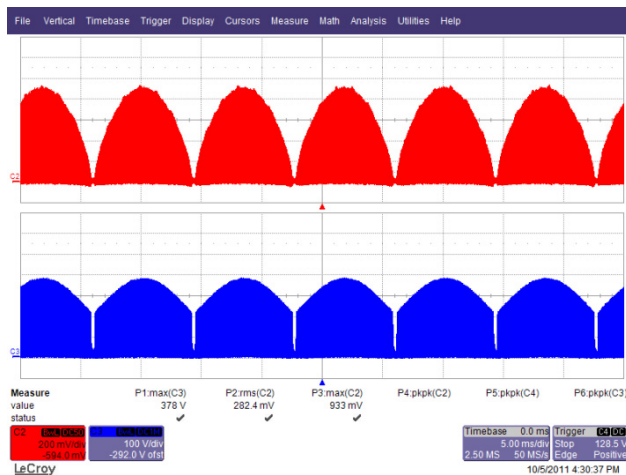 File Vertical Timebase Trigger Display Cursors Measure Math Analysis Utilities Help
C2
C3
Measure P1:max(C3) P2:rms(C2) P3:max(C2) P4:pkpk(C2) P5:pkpk(C4) P6:pkpk(C3)
value 378 V 282.4 mV 933 mV
status
C2 BwL DC50
200 mV/div
-594.0 mV
100 V/div
-292.0 V ofst
Timebase 0.0 ms
5.00 ms/div
2.50 MS 50 MS/s
Trigger C4 DC
Stop 128.5 V
Edge Positive
LeCroy
10/5/2011 4:30:37 PM